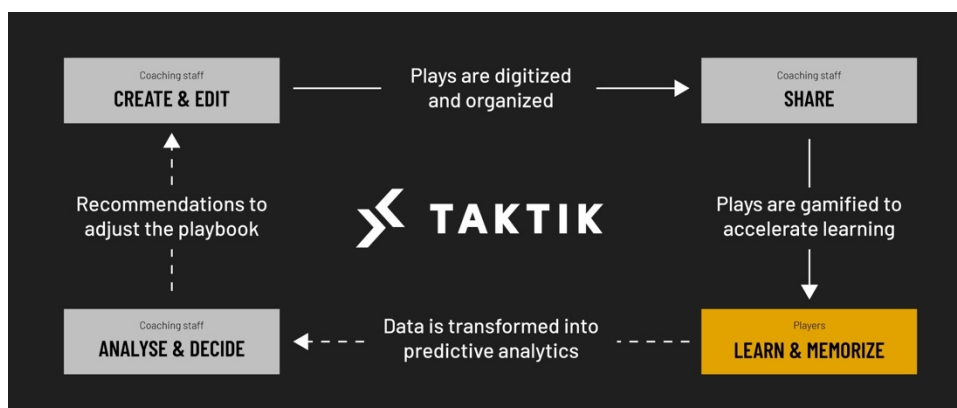 Coaching staff
CREATE & EDIT
Plays are digitized
and organized
Coaching staff
SHARE
Recommendations to
adjust the playbook
TAKTIK
Plays are gamified to
accelerate learning
Coaching staff
ANALYSE & DECIDE
Data is transformed into
predictive analytics
Players
LEARN & MEMORIZE